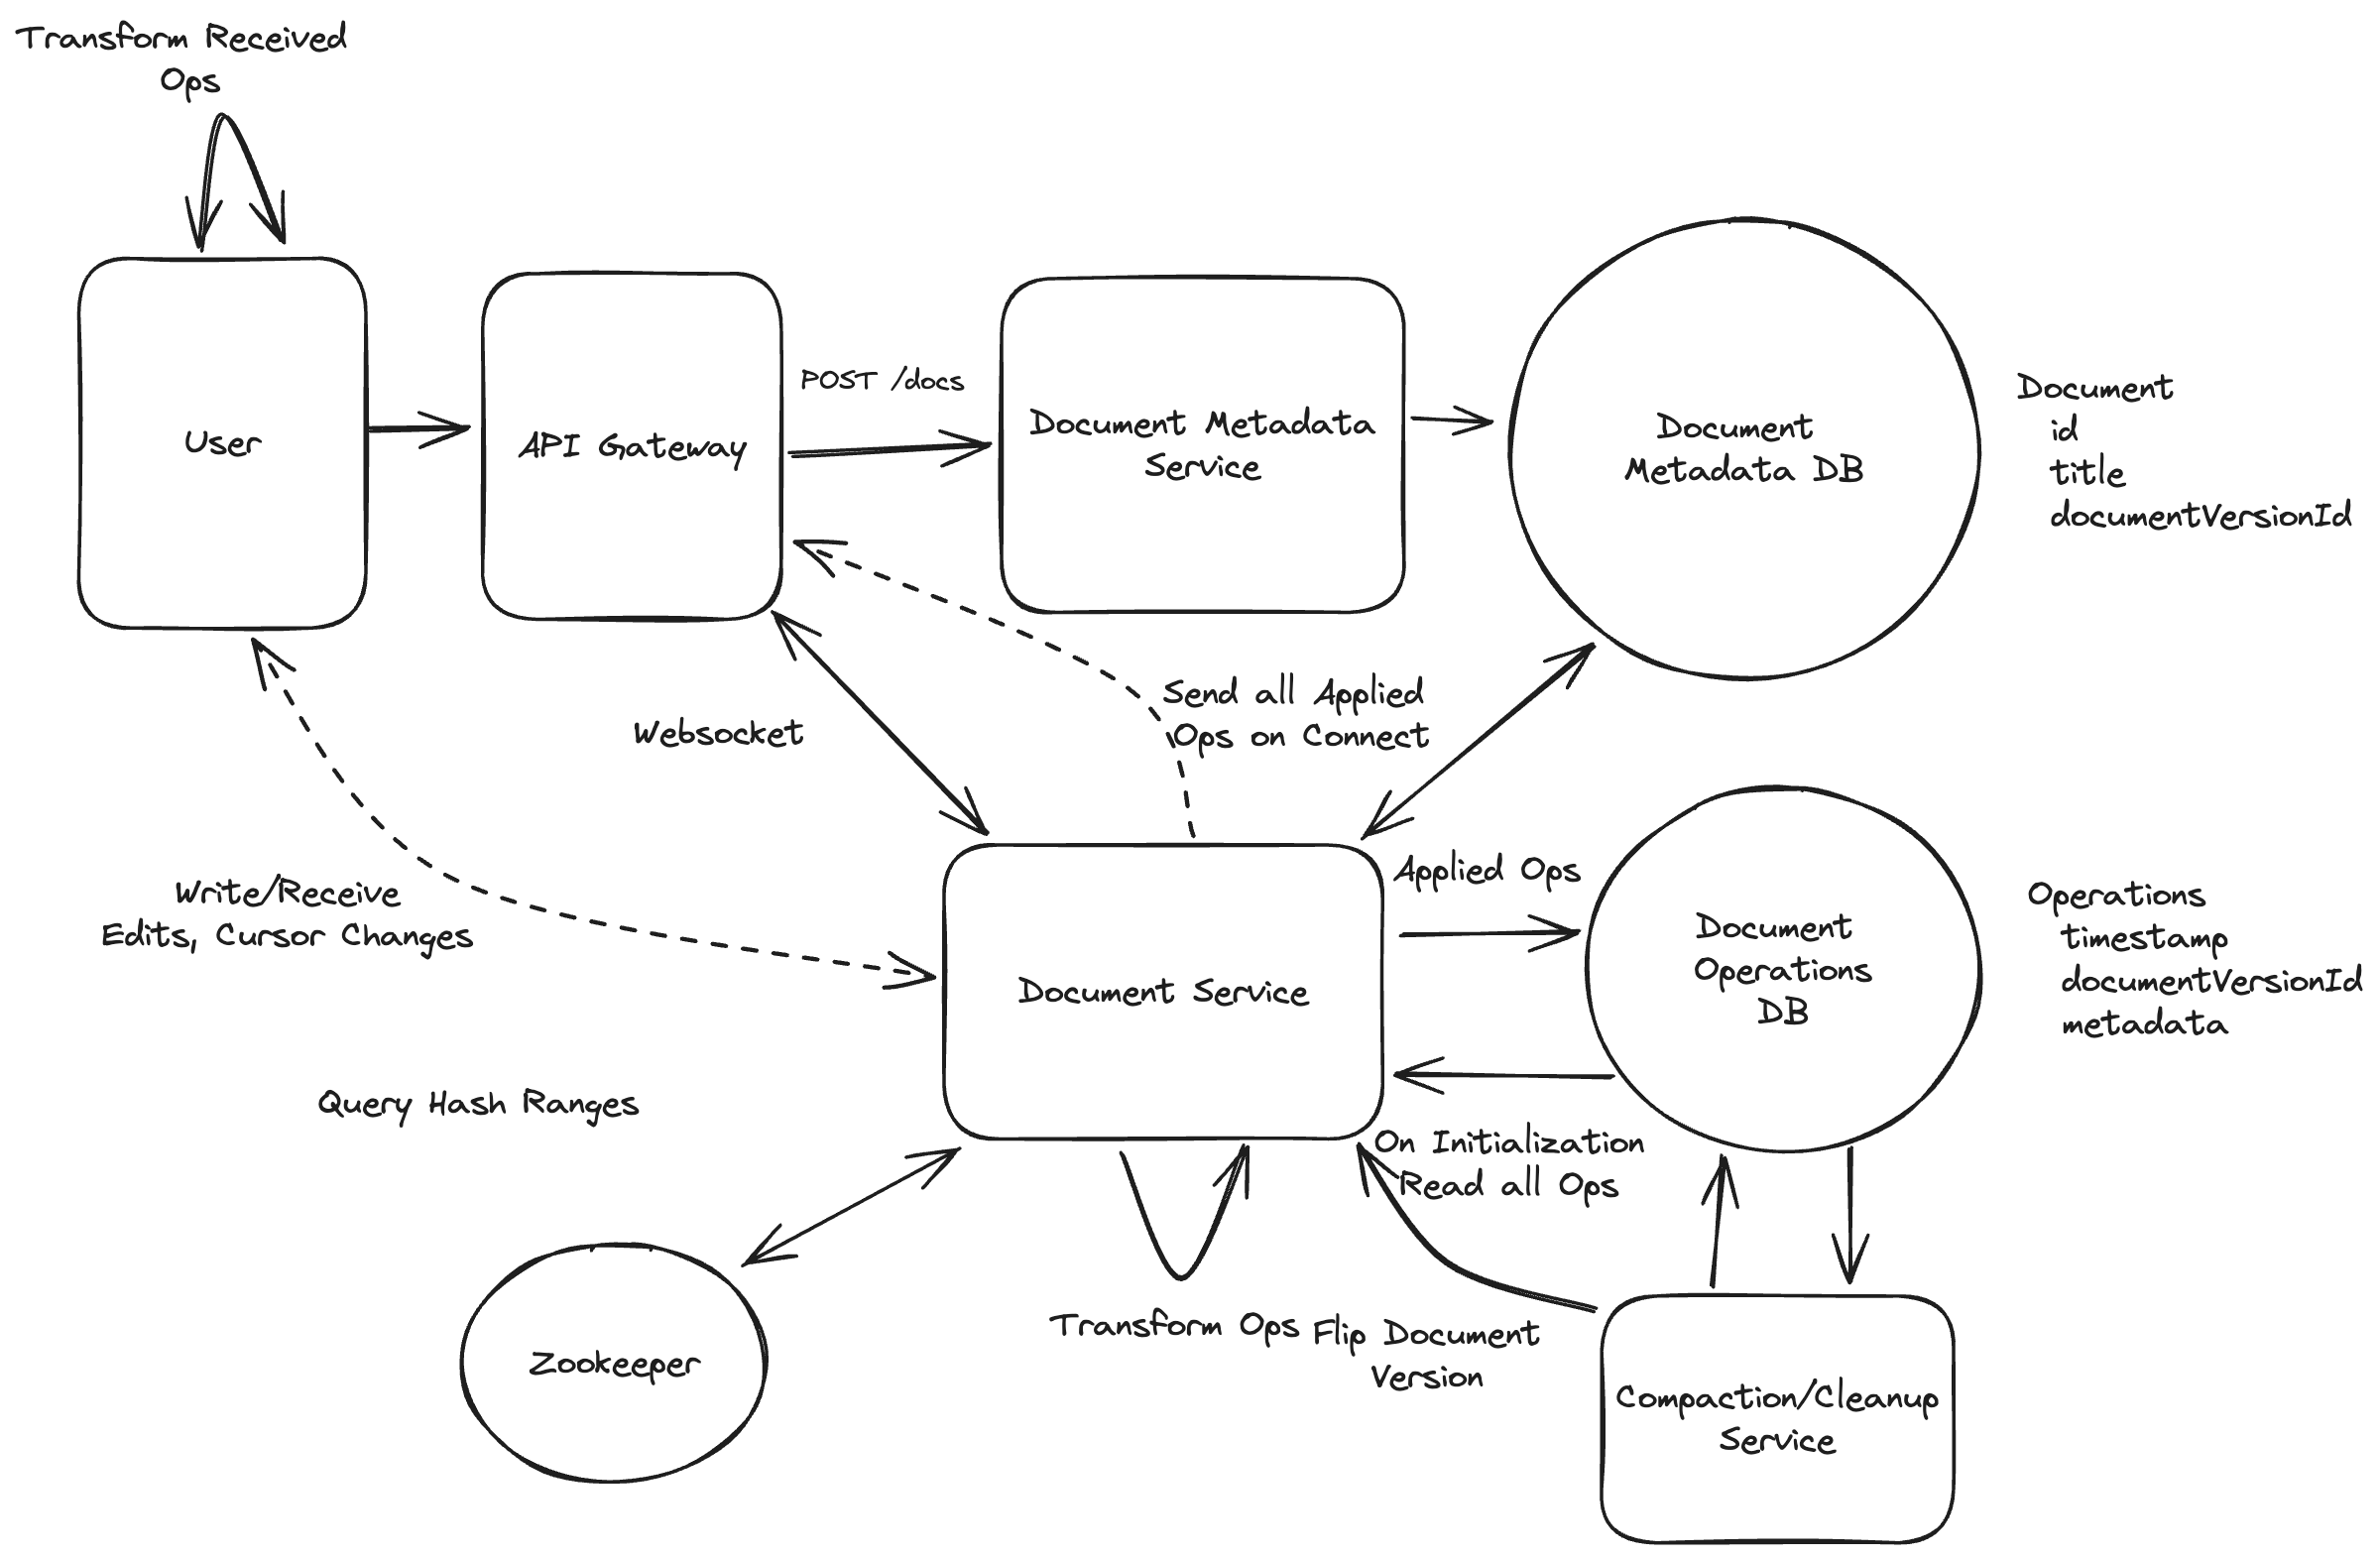 Transform Received
Ops
User
API Gateway
POST /docs
Document Metadata
Service
Document
Metadata DB
Document
id
title
documentVersionId
Websocket
Send all Applied
Ops on Connect
Write/Receive
Edits, Cursor Changes
Document Service
Applied Ops
Document
Operations
DB
Operations
timestamp
documentVersionId
metadata
Query Hash Ranges
On Initialization
Read all Ops
Zookeeper
Transform Ops
Flip Document
Version
Compaction/Cleanup
Service